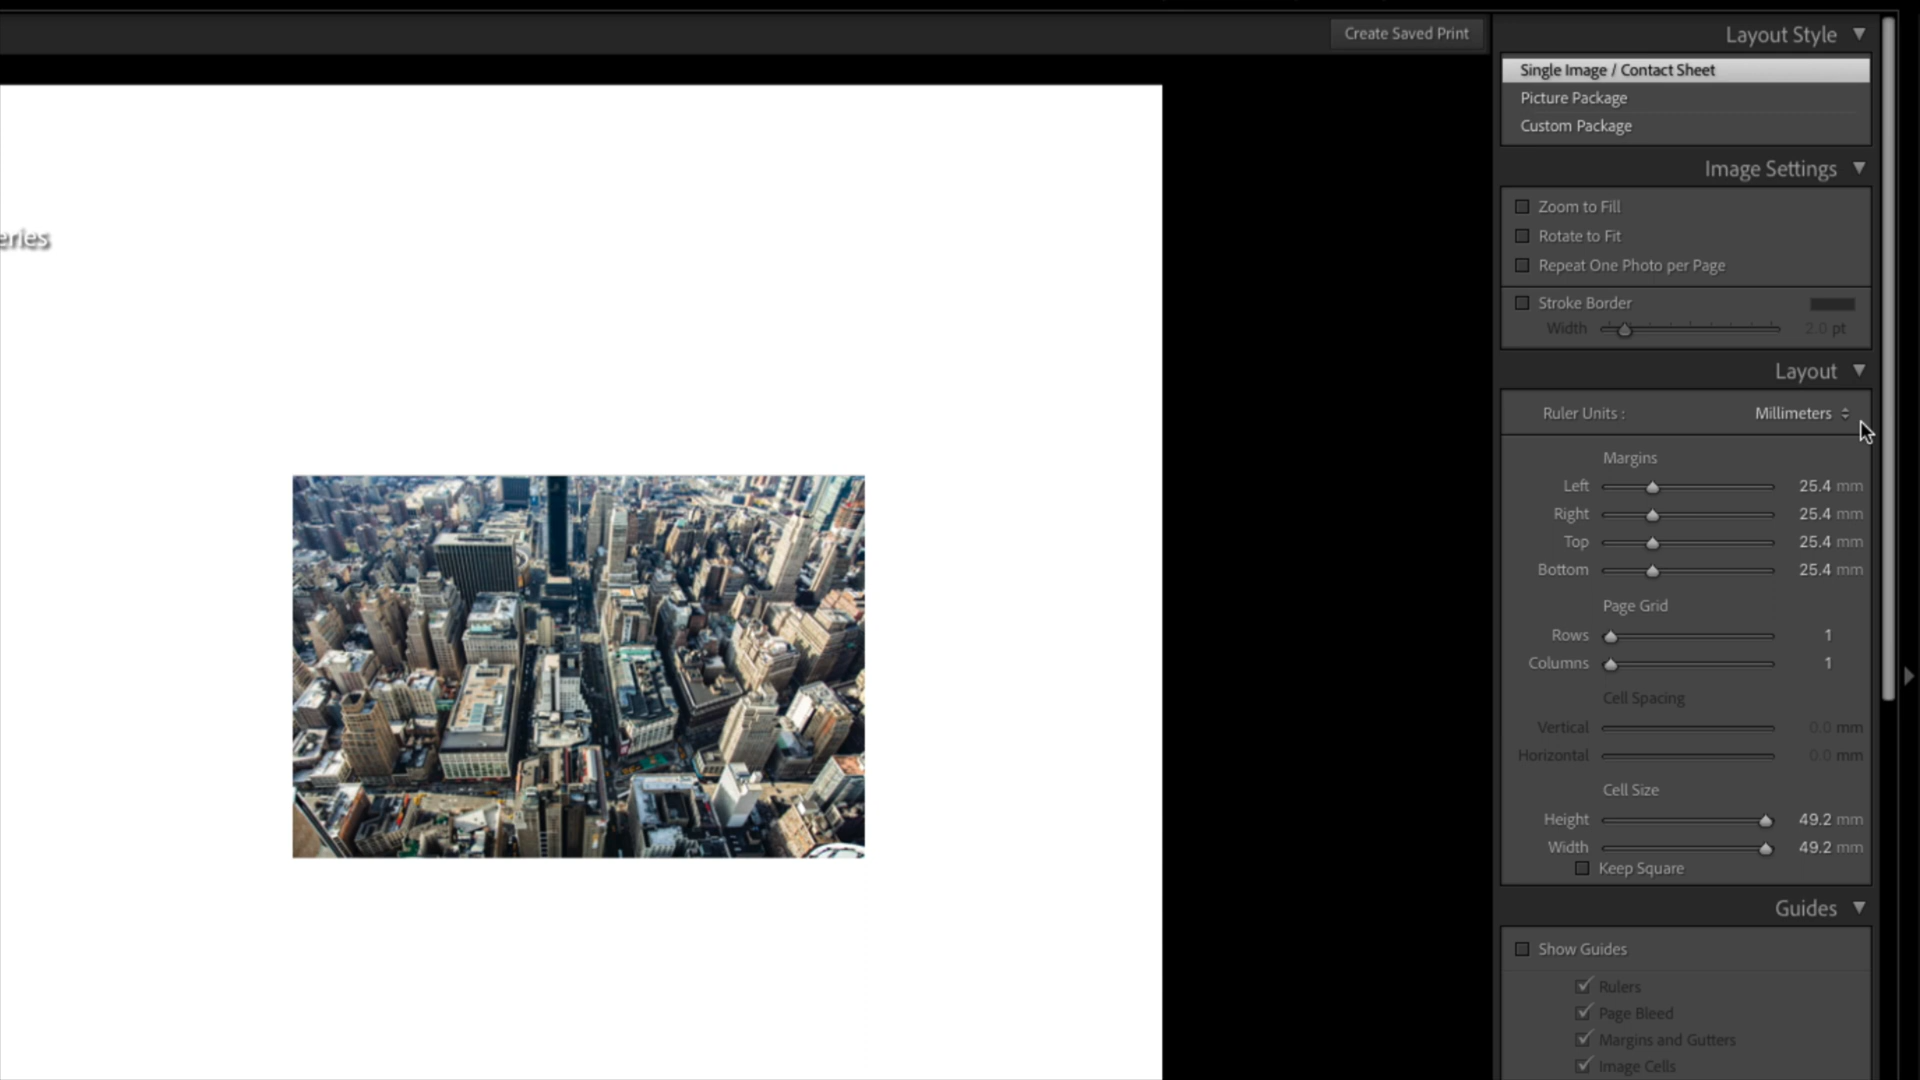 Create Saved Print
Layout Style
Single Image / Contact Sheet
Picture Package
Custom Package
Image Settings
eries
Zoom to Fill
Rotate to Fit
Repeat One Photo per Page
Stroke Border
Width 2.0 pt
Layout
Ruler Units : Millimeters
Margins
Left 25.4 mm
Right 25.4 mm
Top 25.4 mm
Bottom 25.4 mm
Page Grid
Rows 1
Columns 1
Cell Spacing
Vertical 0.0 mm
Horizontal 0.0 mm
Cell Size
Height 49.2 mm
Width 49.2 mm
Keep Square
Guides
Show Guides
Rulers
Page Bleed
Margins and Gutters
Image Cells